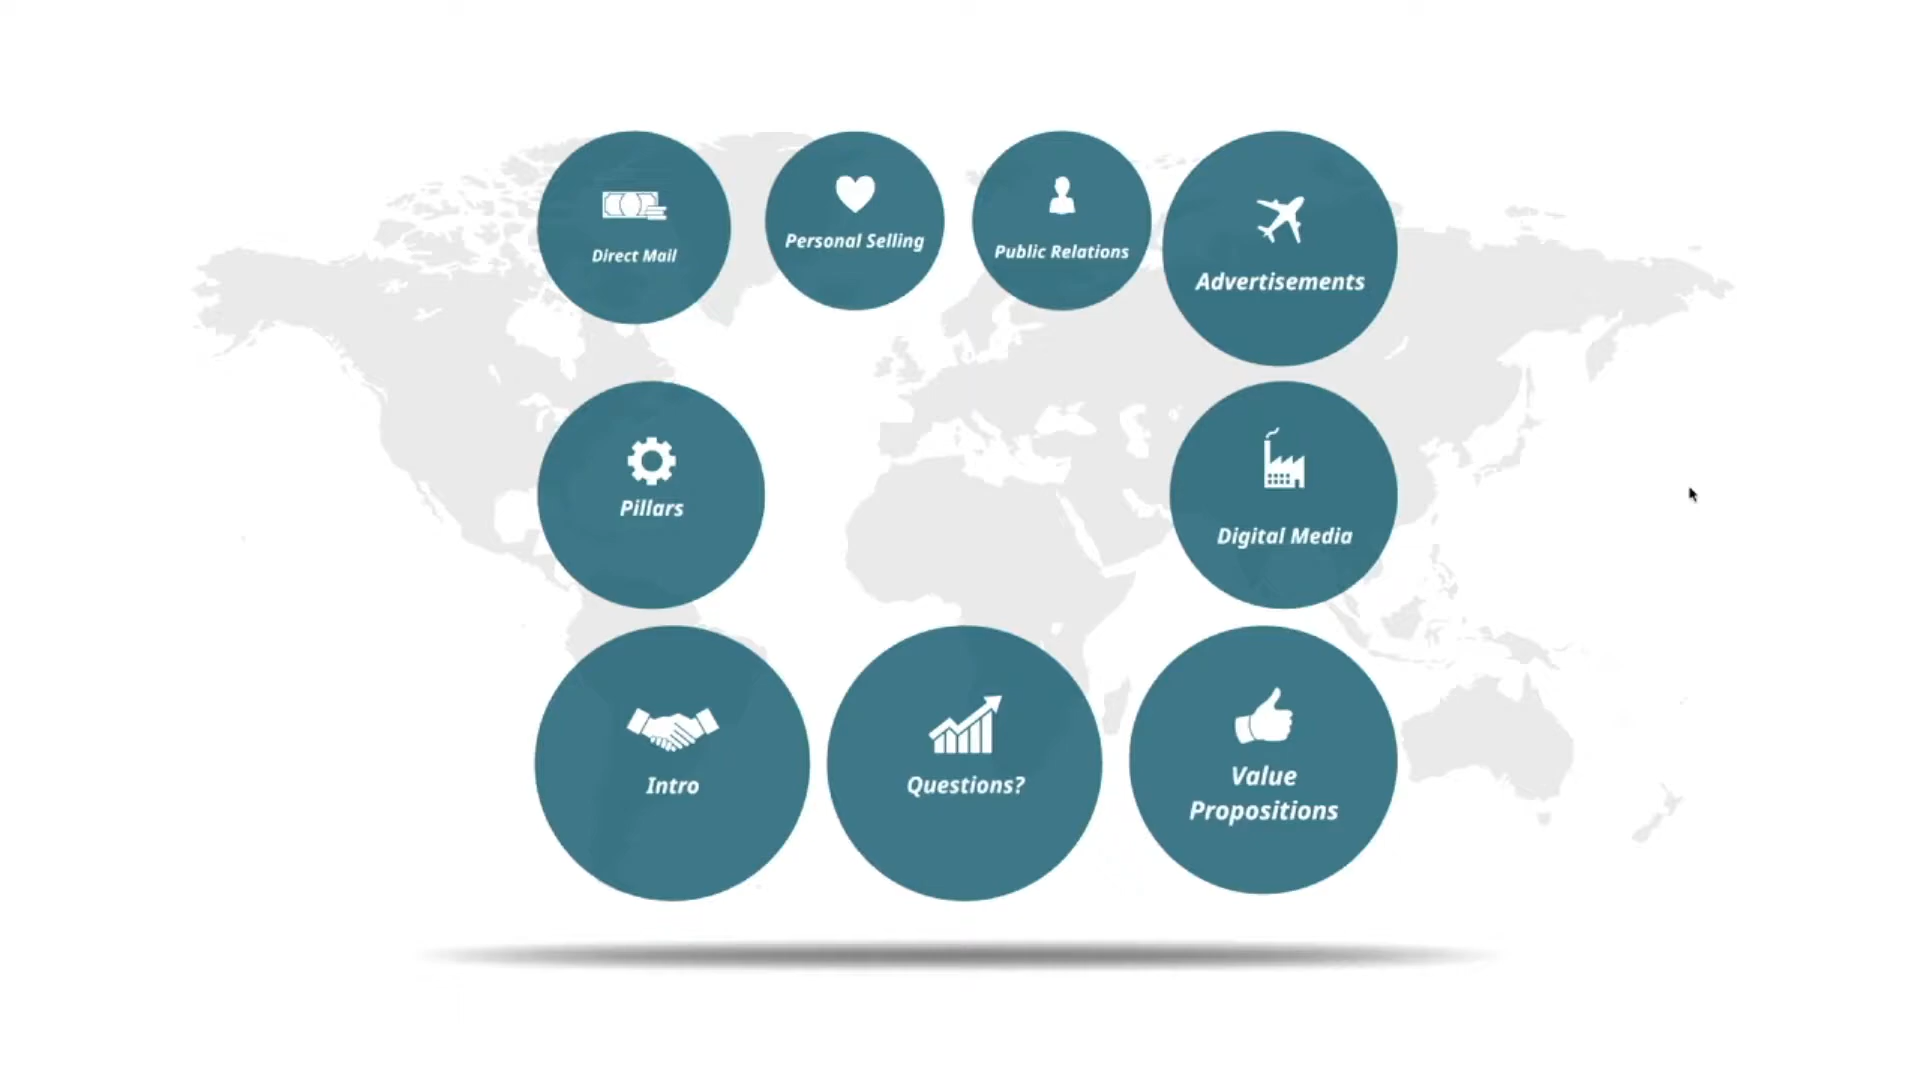 Direct Mail
Personal Selling
Public Relations
Advertisements
Pillars
Digital Media
Intro
Questions?
Value
Propositions